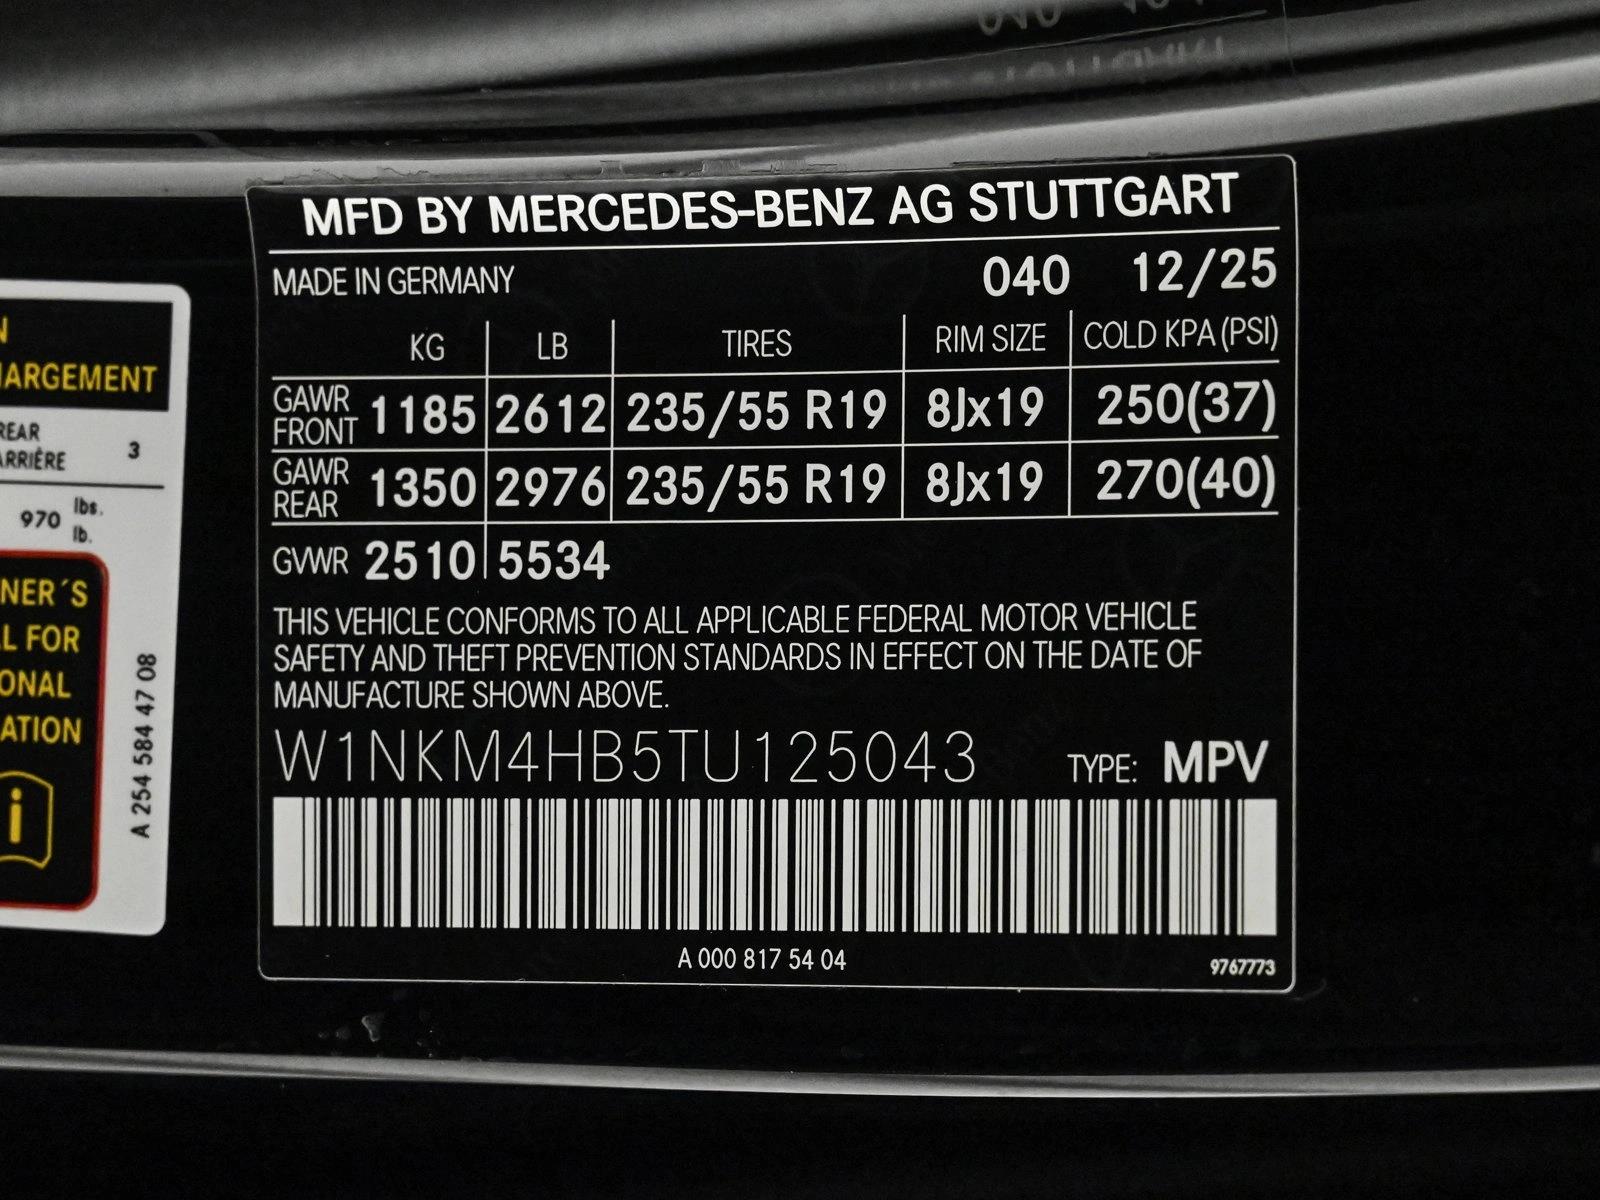 MFD BY MERCEDES-BENZ AG STUTTGART
MADE IN GERMANY 040 12/25
KG LB TIRES RIM SIZE COLD KPA (PSI)
GAWR FRONT 1185 2612 235/55 R19 8Jx19 250(37)
GAWR REAR 1350 2976 235/55 R19 8Jx19 270(40)
GVWR 2510 5534
THIS VEHICLE CONFORMS TO ALL APPLICABLE FEDERAL MOTOR VEHICLE
SAFETY AND THEFT PREVENTION STANDARDS IN EFFECT ON THE DATE OF
MANUFACTURE SHOWN ABOVE.
W1NKM4HB5TU125043 TYPE: MPV
A 000 817 54 04
9767773
N
HARGEMENT
REAR
ARRIÈRE 3
970 lbs.
lb.
NER´S
L FOR
ONAL
ATION
i
A 254 584 47 08